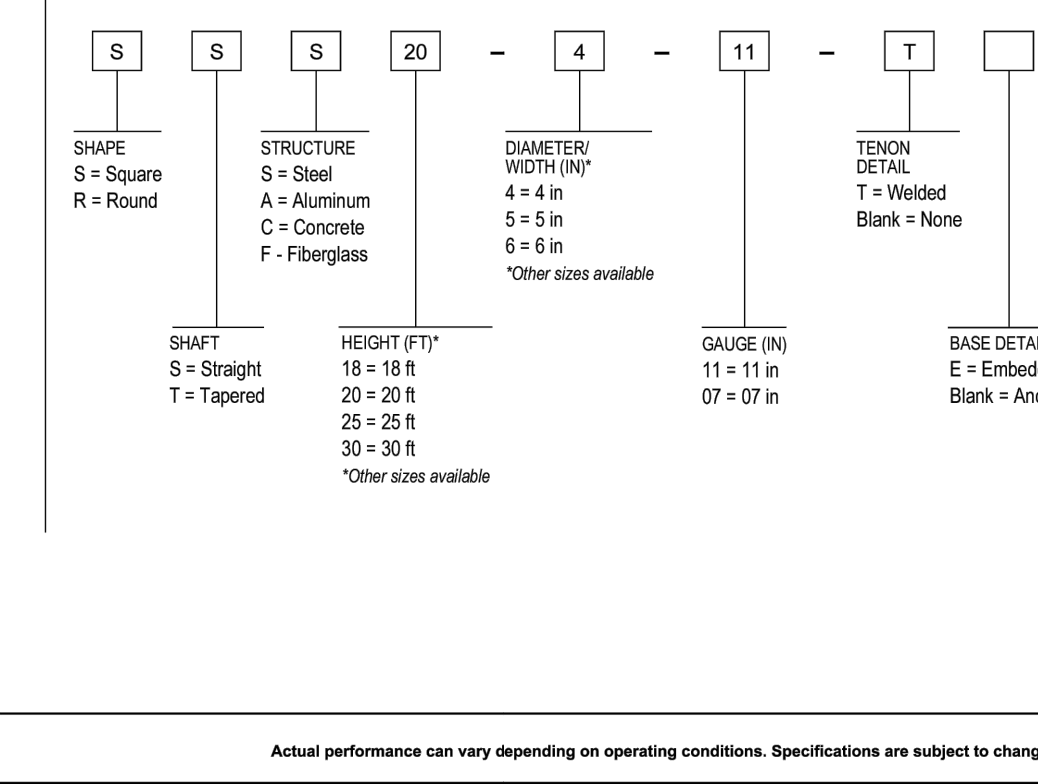 S S S 20 – 4 – 11 – T
SHAPE
S = Square
R = Round
STRUCTURE
S = Steel
A = Aluminum
C = Concrete
F - Fiberglass
DIAMETER/
WIDTH (IN)*
4 = 4 in
5 = 5 in
6 = 6 in
*Other sizes available
TENON
DETAIL
T = Welded
Blank = None
SHAFT
S = Straight
T = Tapered
HEIGHT (FT)*
18 = 18 ft
20 = 20 ft
25 = 25 ft
30 = 30 ft
*Other sizes available
GAUGE (IN)
11 = 11 in
07 = 07 in
BASE
E =
Blank =
Actual performance can vary depending on operating conditions. Specifications are subject to